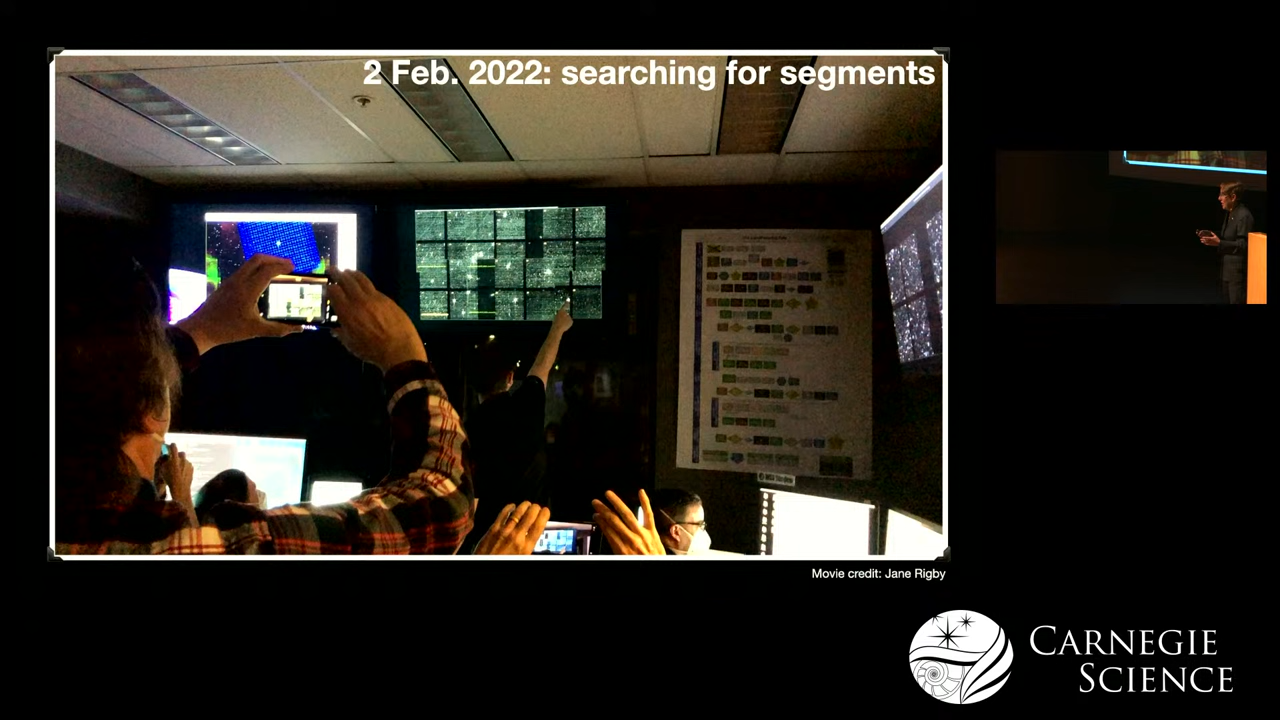 2 Feb. 2022: searching for segments
Movie credit: Jane Rigby
CARNEGIE
SCIENCE